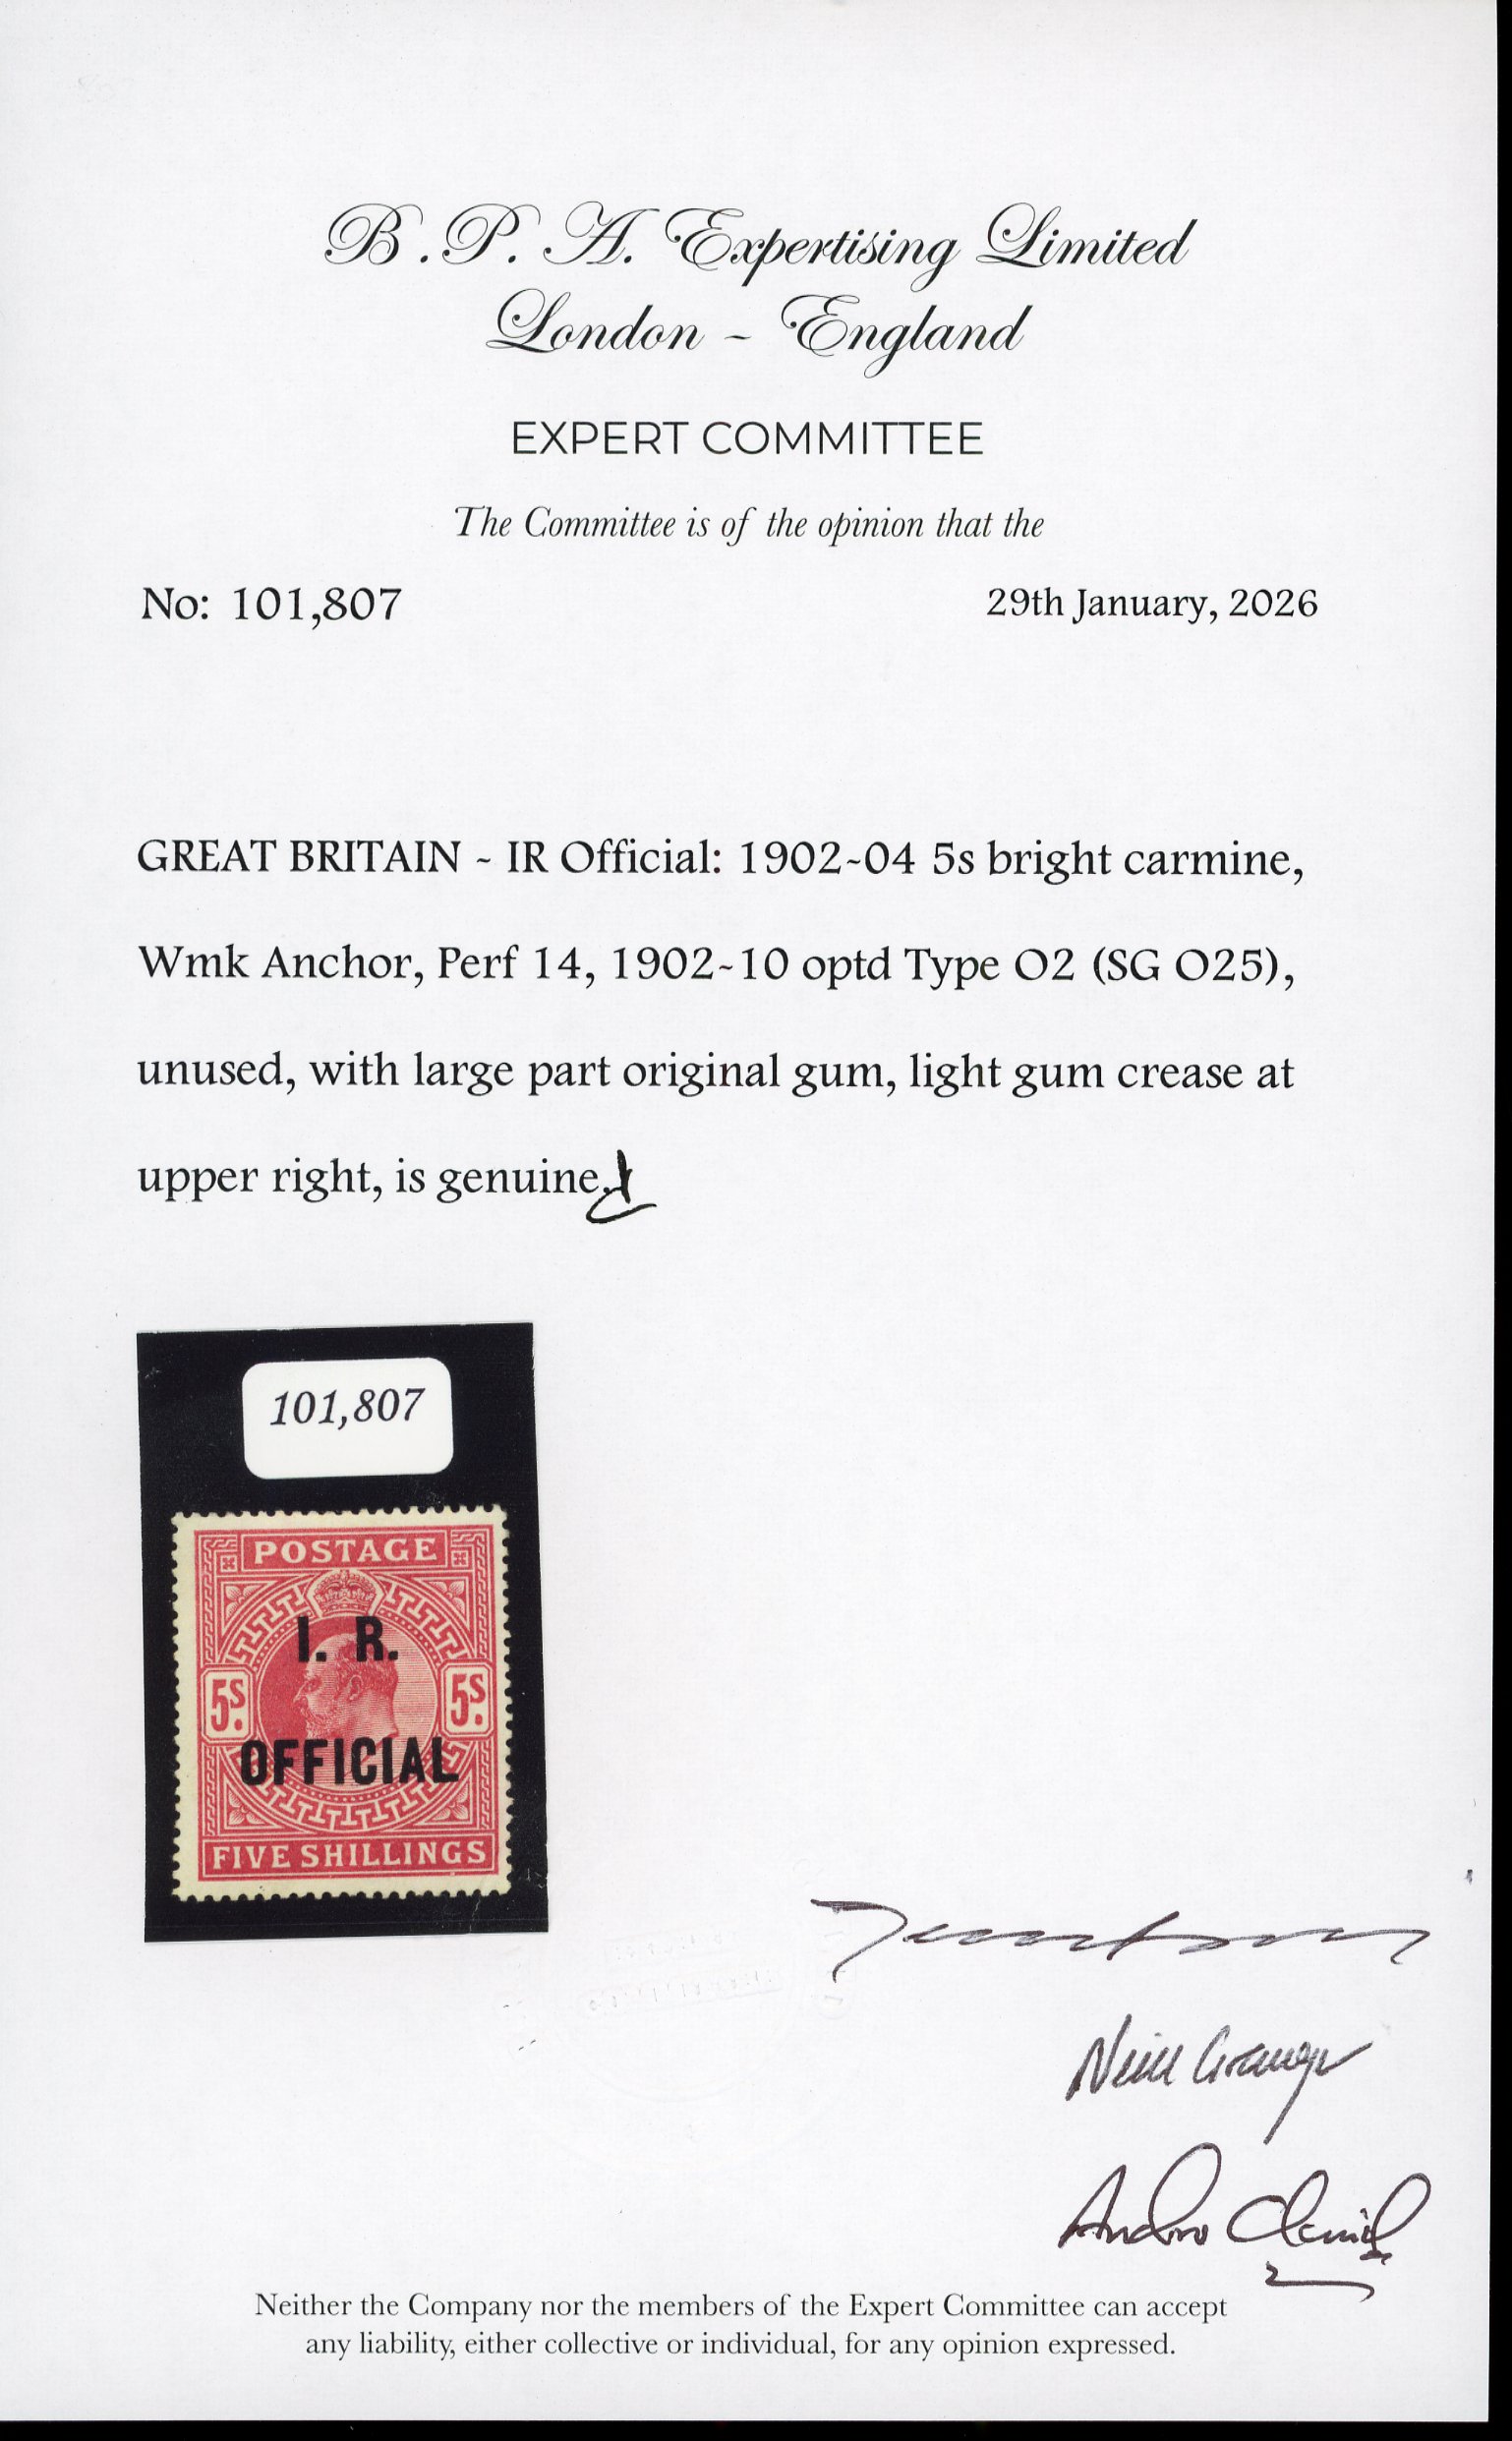 B.P.A. Expertising Limited
London - England
EXPERT COMMITTEE
The Committee is of the opinion that the
No: 101,807 29th January, 2026
GREAT BRITAIN - IR Official: 1902-04 5s bright carmine,
Wmk Anchor, Perf 14, 1902-10 optd Type O2 (SG O25),
unused, with large part original gum, light gum crease at
upper right, is genuine.
101,807
POSTAGE
I. R.
5s. 5s.
OFFICIAL
FIVE SHILLINGS
Neither the Company nor the members of the Expert Committee can accept
any liability, either collective or individual, for any opinion expressed.